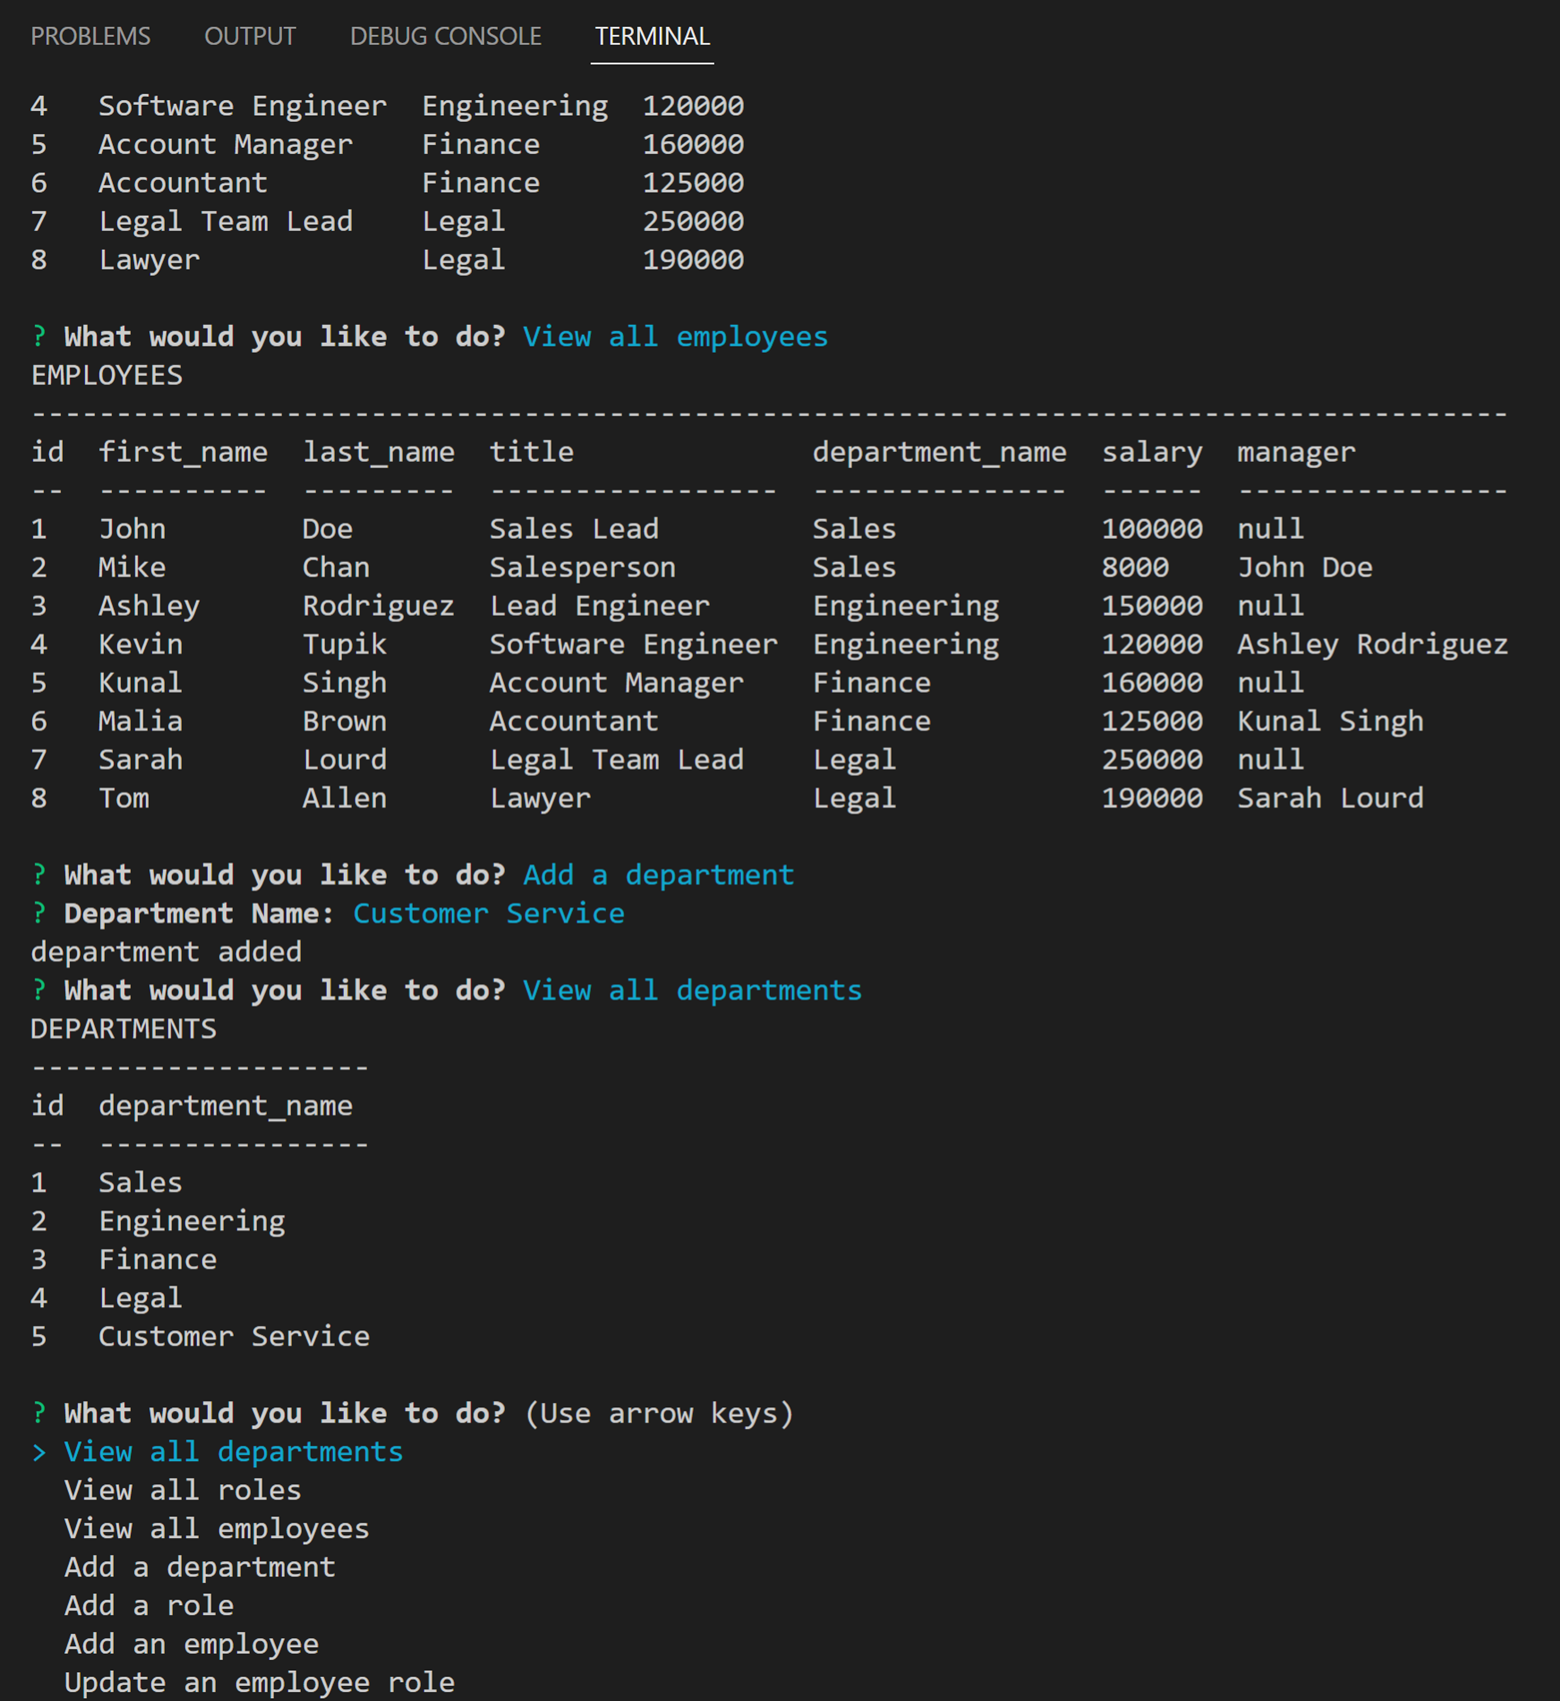 PROBLEMS OUTPUT DEBUG CONSOLE TERMINAL
4   Software Engineer  Engineering  120000
5   Account Manager    Finance      160000
6   Accountant         Finance      125000
7   Legal Team Lead    Legal        250000
8   Lawyer             Legal        190000
? What would you like to do? View all employees
EMPLOYEES
---------------------------------------------------------------------------------------
id  first_name  last_name  title              department_name  salary  manager
--  ----------  ---------  -----------------  ---------------  ------  ----------------
1   John        Doe        Sales Lead         Sales            100000  null
2   Mike        Chan       Salesperson        Sales            8000    John Doe
3   Ashley      Rodriguez  Lead Engineer      Engineering      150000  null
4   Kevin       Tupik      Software Engineer  Engineering      120000  Ashley Rodriguez
5   Kunal       Singh      Account Manager    Finance          160000  null
6   Malia       Brown      Accountant         Finance          125000  Kunal Singh
7   Sarah       Lourd      Legal Team Lead    Legal            250000  null
8   Tom         Allen      Lawyer             Legal            190000  Sarah Lourd
? What would you like to do? Add a department
? Department Name: Customer Service
department added
? What would you like to do? View all departments
DEPARTMENTS
--------------------
id  department_name
--  ----------------
1   Sales
2   Engineering
3   Finance
4   Legal
5   Customer Service
? What would you like to do? (Use arrow keys)
> View all departments
  View all roles
  View all employees
  Add a department
  Add a role
  Add an employee
  Update an employee role